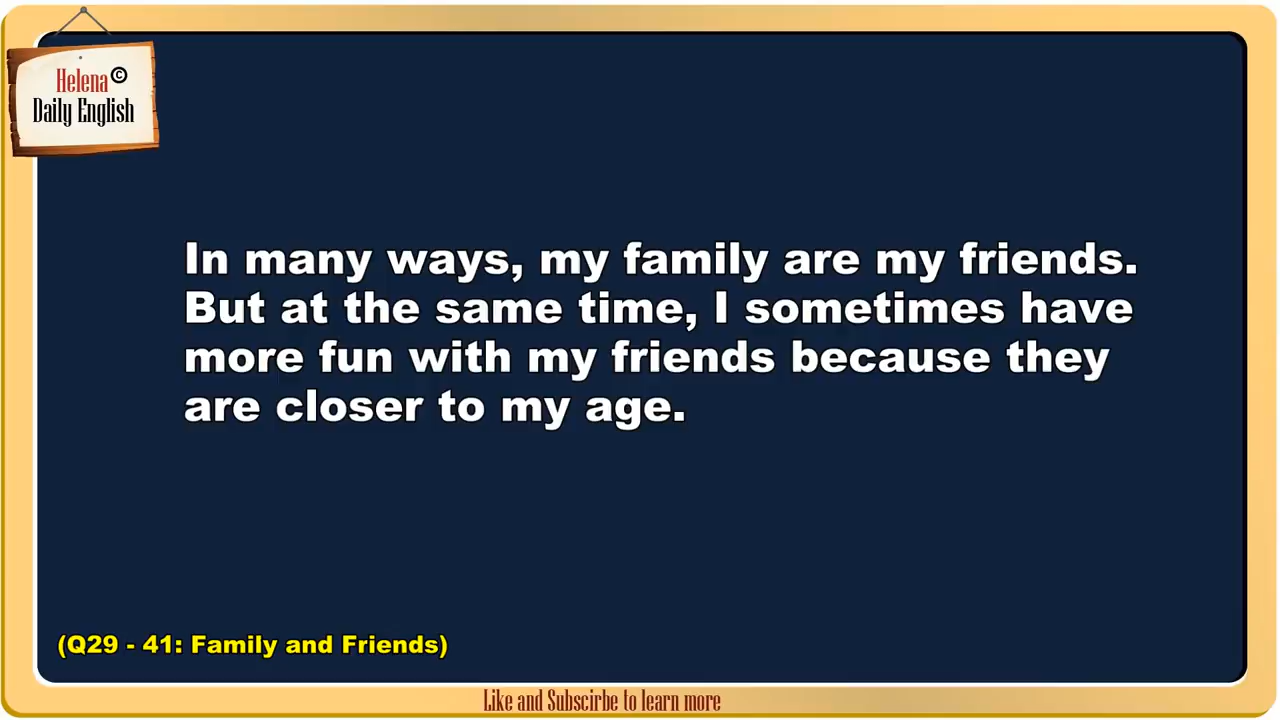 Helena©
Daily English
In many ways, my family are my friends.
But at the same time, I sometimes have
more fun with my friends because they
are closer to my age.
(Q29 - 41: Family and Friends)
Like and Subscirbe to learn more